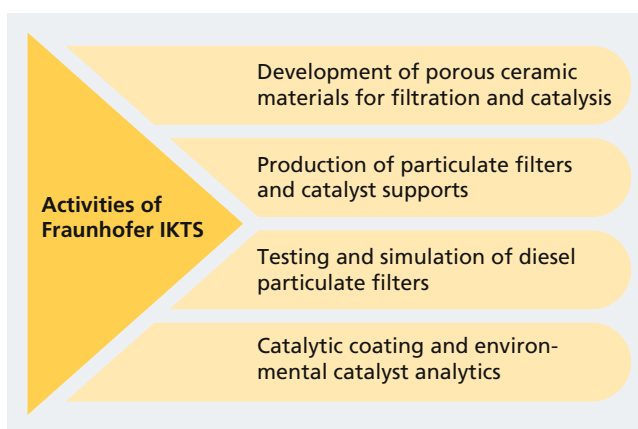 Development of porous ceramic
materials for filtration and catalysis
Production of particulate filters
and catalyst supports
Activities of
Fraunhofer IKTS
Testing and simulation of diesel
particulate filters
Catalytic coating and environ-
mental catalyst analytics